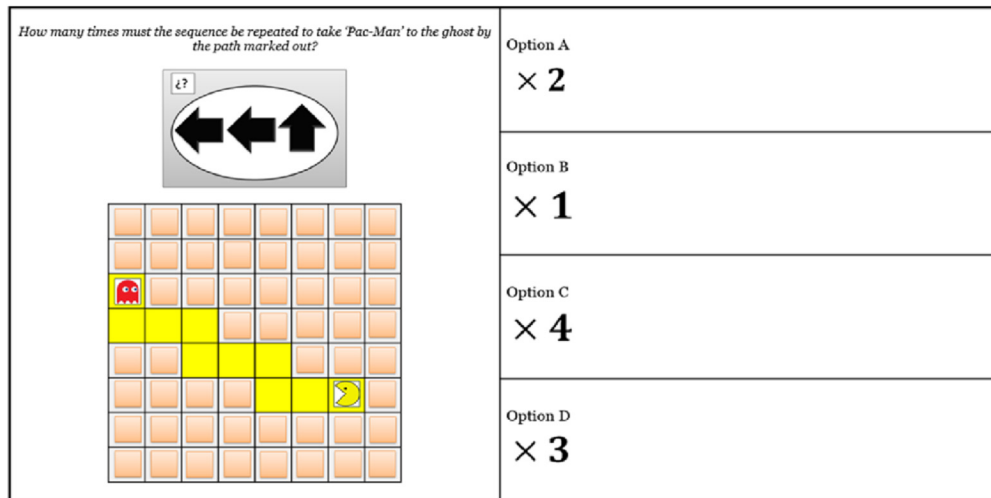 How many times must the sequence be repeated to take 'Pac-Man' to the ghost by
the path marked out?
¿?
Option A
× 2
Option B
× 1
Option C
× 4
Option D
× 3